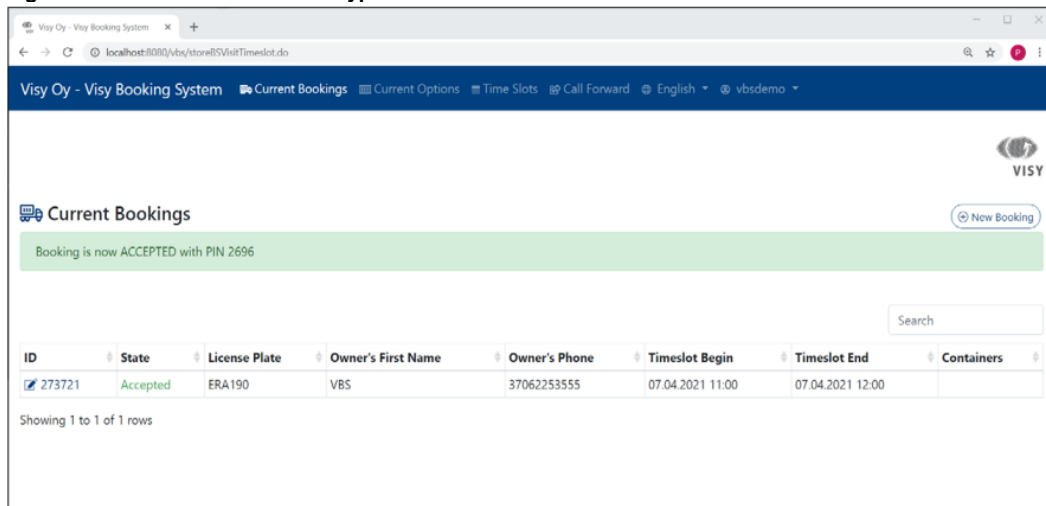 Visy Oy - Visy Booking System
localhost:8080/vbs/storeBSVisitTimeslot.do
P
Visy Oy - Visy Booking System Current Bookings Current Options Time Slots Call Forward English vbsdemo
VISY
Current Bookings New Booking
Booking is now ACCEPTED with PIN 2696
Search
ID State License Plate Owner's First Name Owner's Phone Timeslot Begin Timeslot End Containers
273721 Accepted ERA190 VBS 37062253555 07.04.2021 11:00 07.04.2021 12:00
Showing 1 to 1 of 1 rows